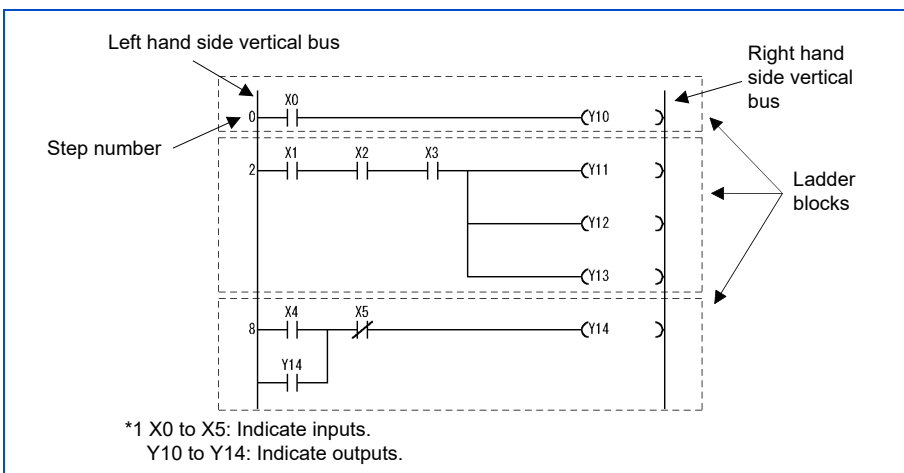 Left hand side vertical bus
Right hand
side vertical
bus
X0
0
Y10
Step number
X1 X2 X3
2
Y11
Ladder
blocks
Y12
Y13
X4 X5
8
Y14
Y14
*1 X0 to X5: Indicate inputs.
Y10 to Y14: Indicate outputs.